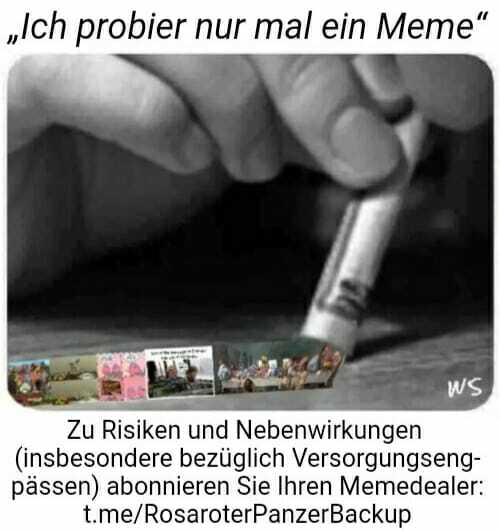 „Ich probier nur mal ein Meme“
WS
Zu Risiken und Nebenwirkungen
(insbesondere bezüglich Versorgungseng-
pässen) abonnieren Sie Ihren Memedealer:
t.me/RosaroterPanzerBackup